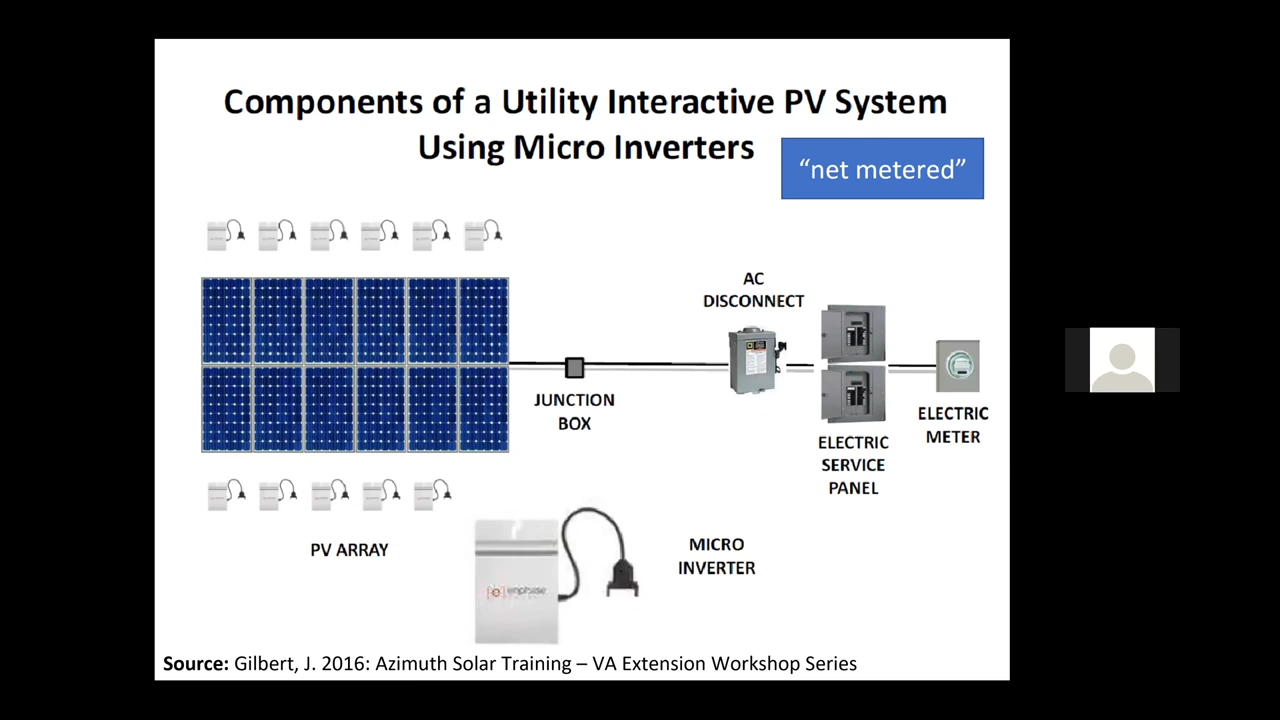 Components of a Utility Interactive PV System
Using Micro Inverters
“net metered”
AC
DISCONNECT
JUNCTION
BOX
ELECTRIC
METER
ELECTRIC
SERVICE
PANEL
PV ARRAY
MICRO
INVERTER
enphase
Source: Gilbert, J. 2016: Azimuth Solar Training – VA Extension Workshop Series